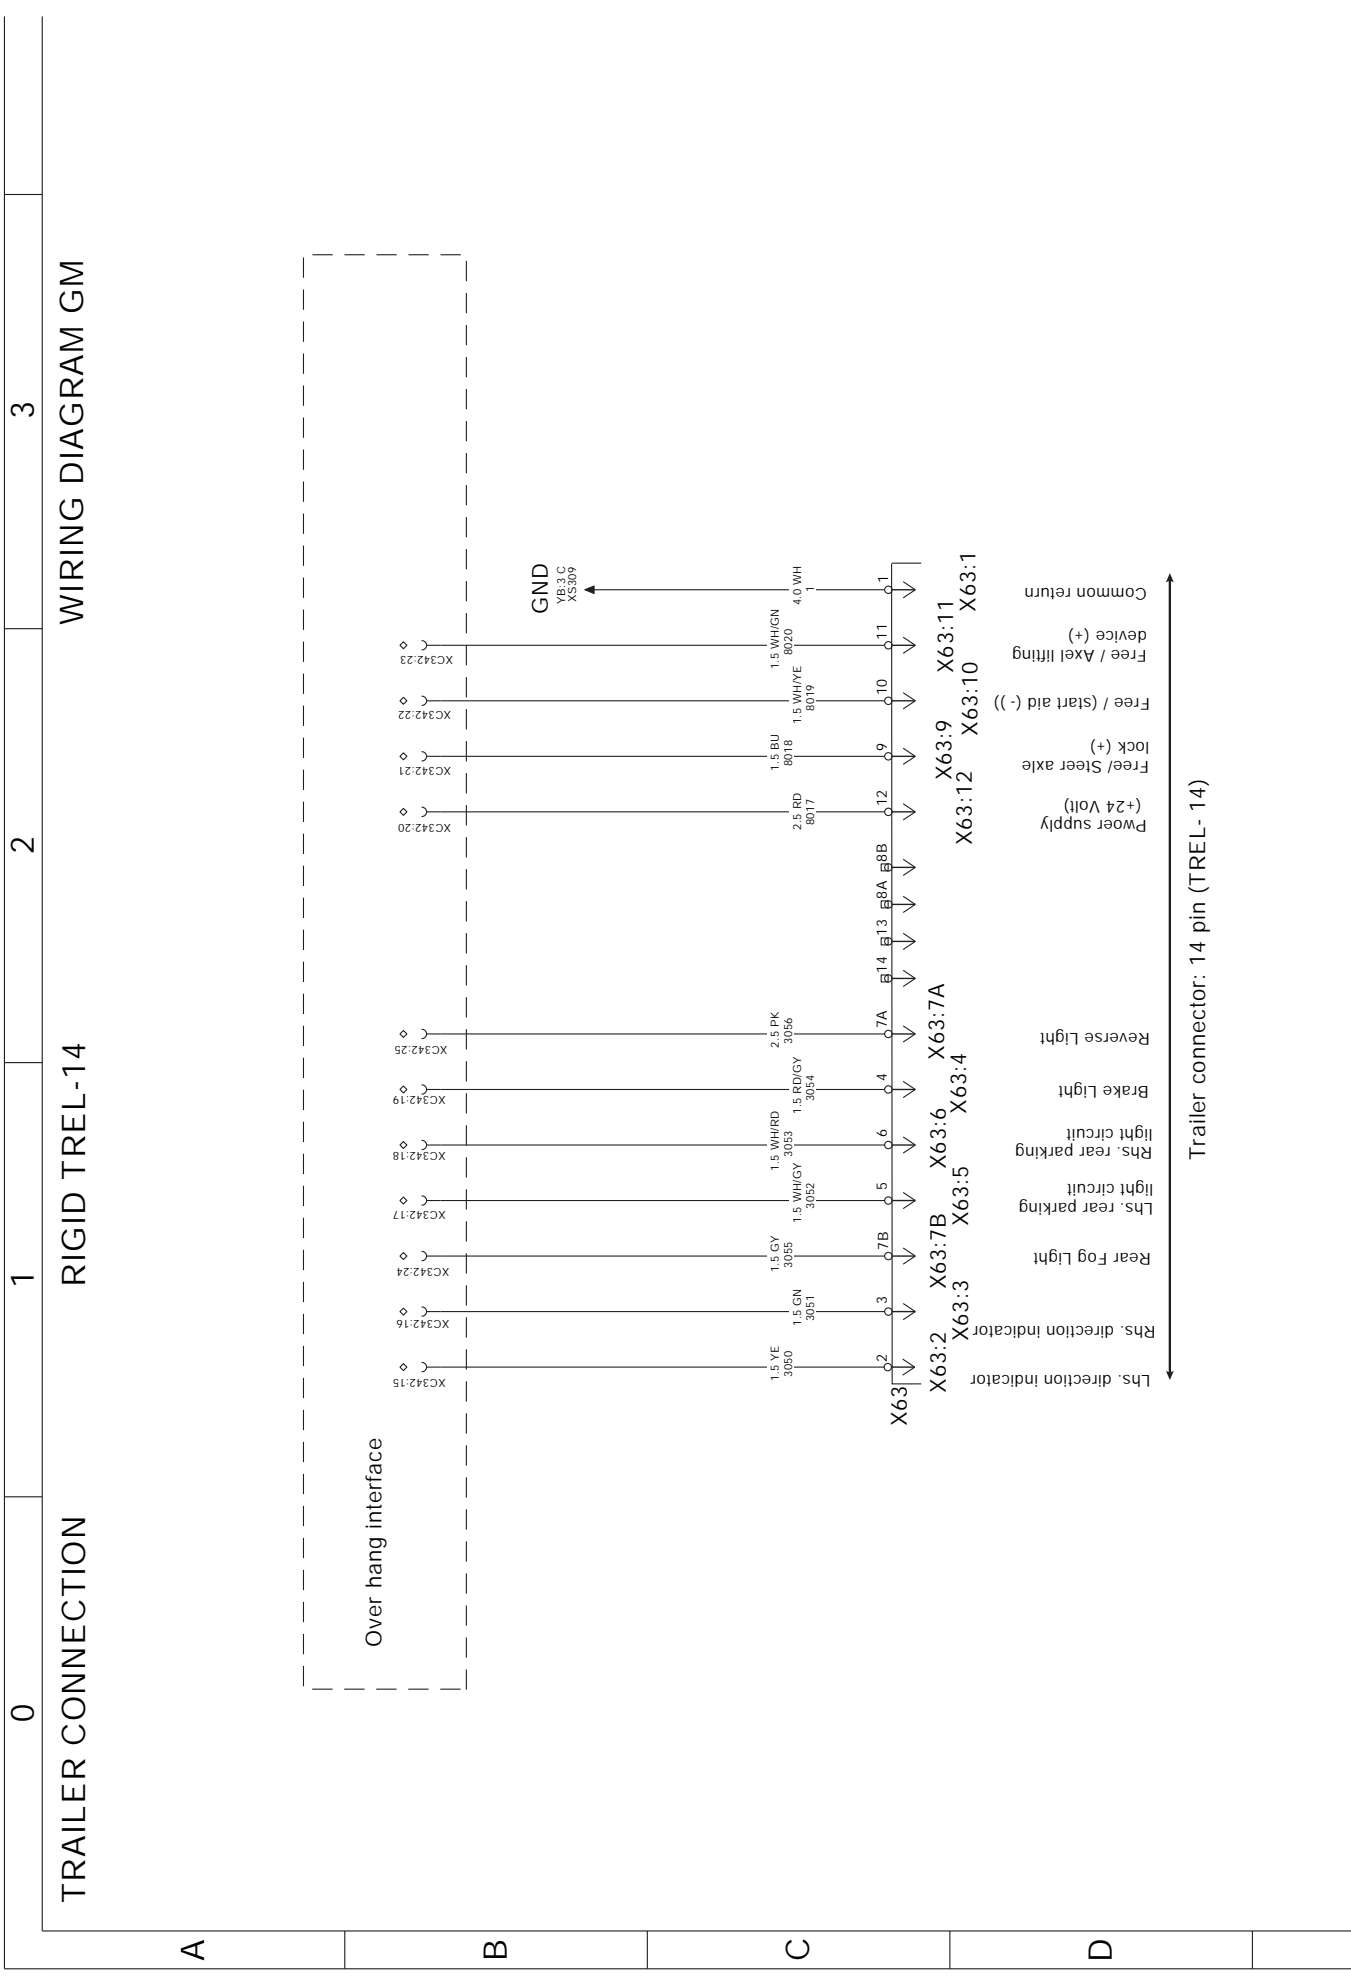 0
1
2
3
TRAILER CONNECTION
RIGID TREL-14
WIRING DIAGRAM GM
A
B
C
D
Over hang interface
XC342:15
XC342:16
XC342:24
XC342:17
XC342:18
XC342:19
XC342:25
XC342:20
XC342:21
XC342:22
XC342:23
GND
YB:3 C
XS309
1.5 YE
3050
1.5 GN
3051
1.5 GY
3055
1.5 WH/GY
3052
1.5 WH/RD
3053
1.5 RD/GY
3054
2.5 PK
3056
2.5 RD
8017
1.5 BU
8018
1.5 WH/YE
8019
1.5 WH/GN
8020
4.0 WH
1
X63
2
3
7B
5
6
4
7A
14
13
8A
8B
12
9
10
11
1
X63:2
X63:3
X63:7B
X63:5
X63:6
X63:4
X63:7A
X63:12
X63:9
X63:10
X63:11
X63:1
Lhs. direction indicator
Rhs. direction indicator
Rear Fog Light
Lhs. rear parking
light circuit
Rhs. rear parking
light circuit
Brake Light
Reverse Light
Pwoer supply
(+24 Volt)
Free/ Steer axle
lock (+)
Free / (start aid (- ))
Free / Axel lifting
device (+)
Common return
Trailer connector: 14 pin (TREL- 14)